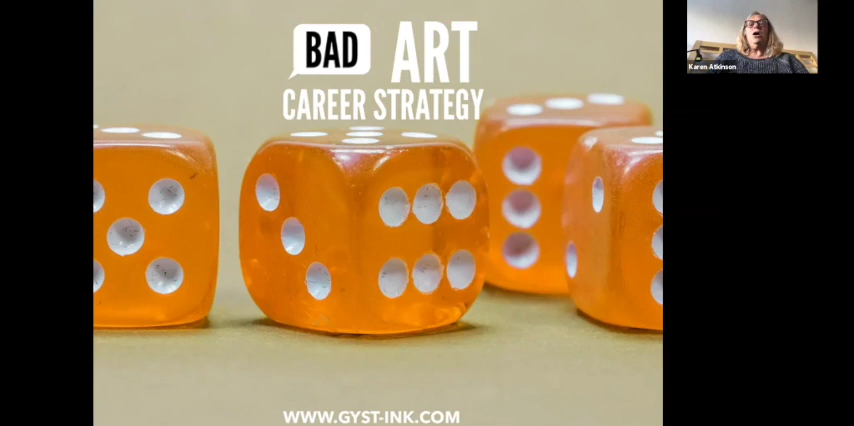 BAD ART
CAREER STRATEGY
WWW.GYST-INK.COM
Karen Atkinson